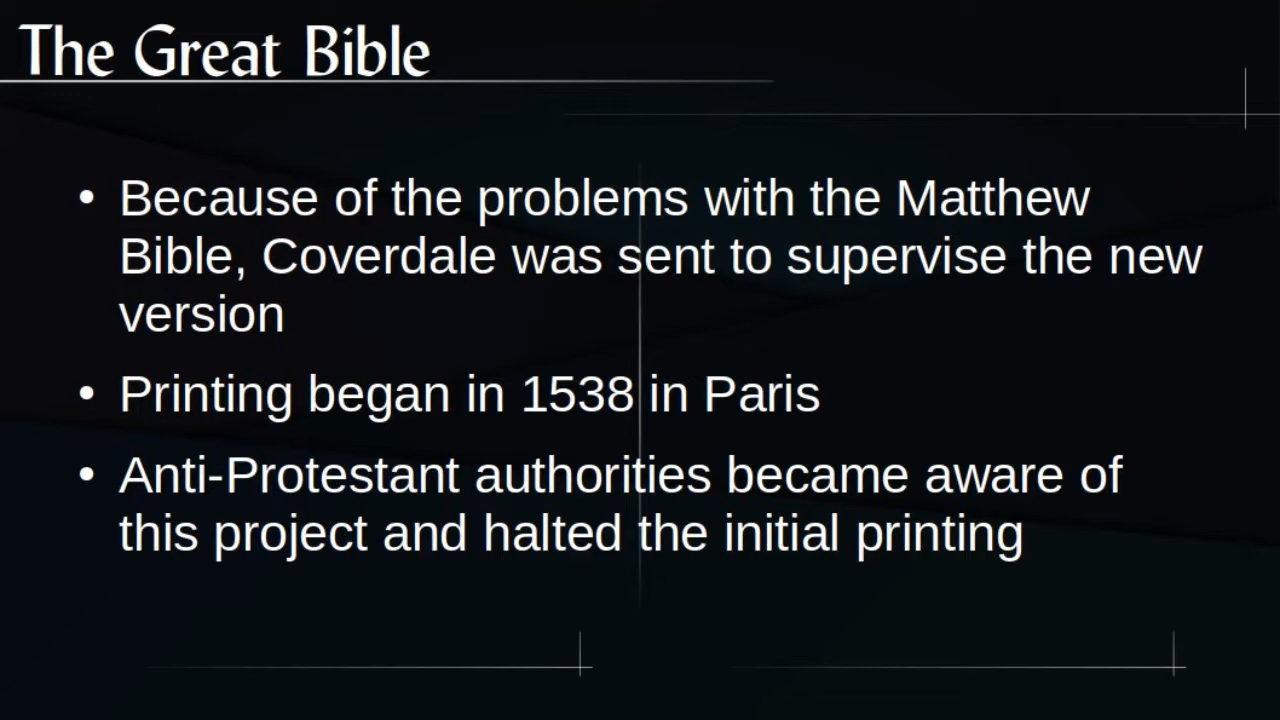 The Great Bible
• Because of the problems with the Matthew
Bible, Coverdale was sent to supervise the new
version
• Printing began in 1538 in Paris
• Anti-Protestant authorities became aware of
this project and halted the initial printing